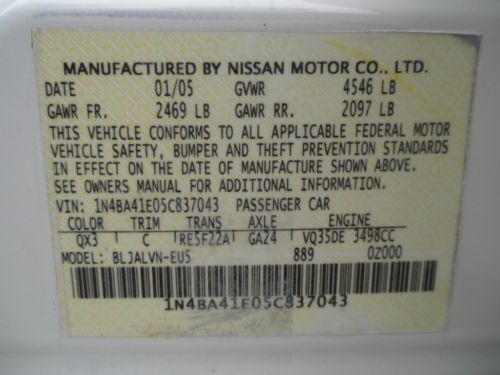 MANUFACTURED BY NISSAN MOTOR CO., LTD.
DATE 01/05 GVWR 4546 LB
GAWR FR. 2469 LB GAWR RR. 2097 LB
THIS VEHICLE CONFORMS TO ALL APPLICABLE FEDERAL MOTOR
VEHICLE SAFETY, BUMPER AND THEFT PREVENTION STANDARDS
IN EFFECT ON THE DATE OF MANUFACTURE SHOWN ABOVE.
SEE OWNERS MANUAL FOR ADDITIONAL INFORMATION.
VIN: 1N4BA41E05C837043 PASSENGER CAR
COLOR TRIM TRANS AXLE ENGINE
QX3 C RE5F22A GA24 VQ35DE 3498CC
MODEL: BLJALVN-EU5 889 0Z000
1N4BA41E05C837043